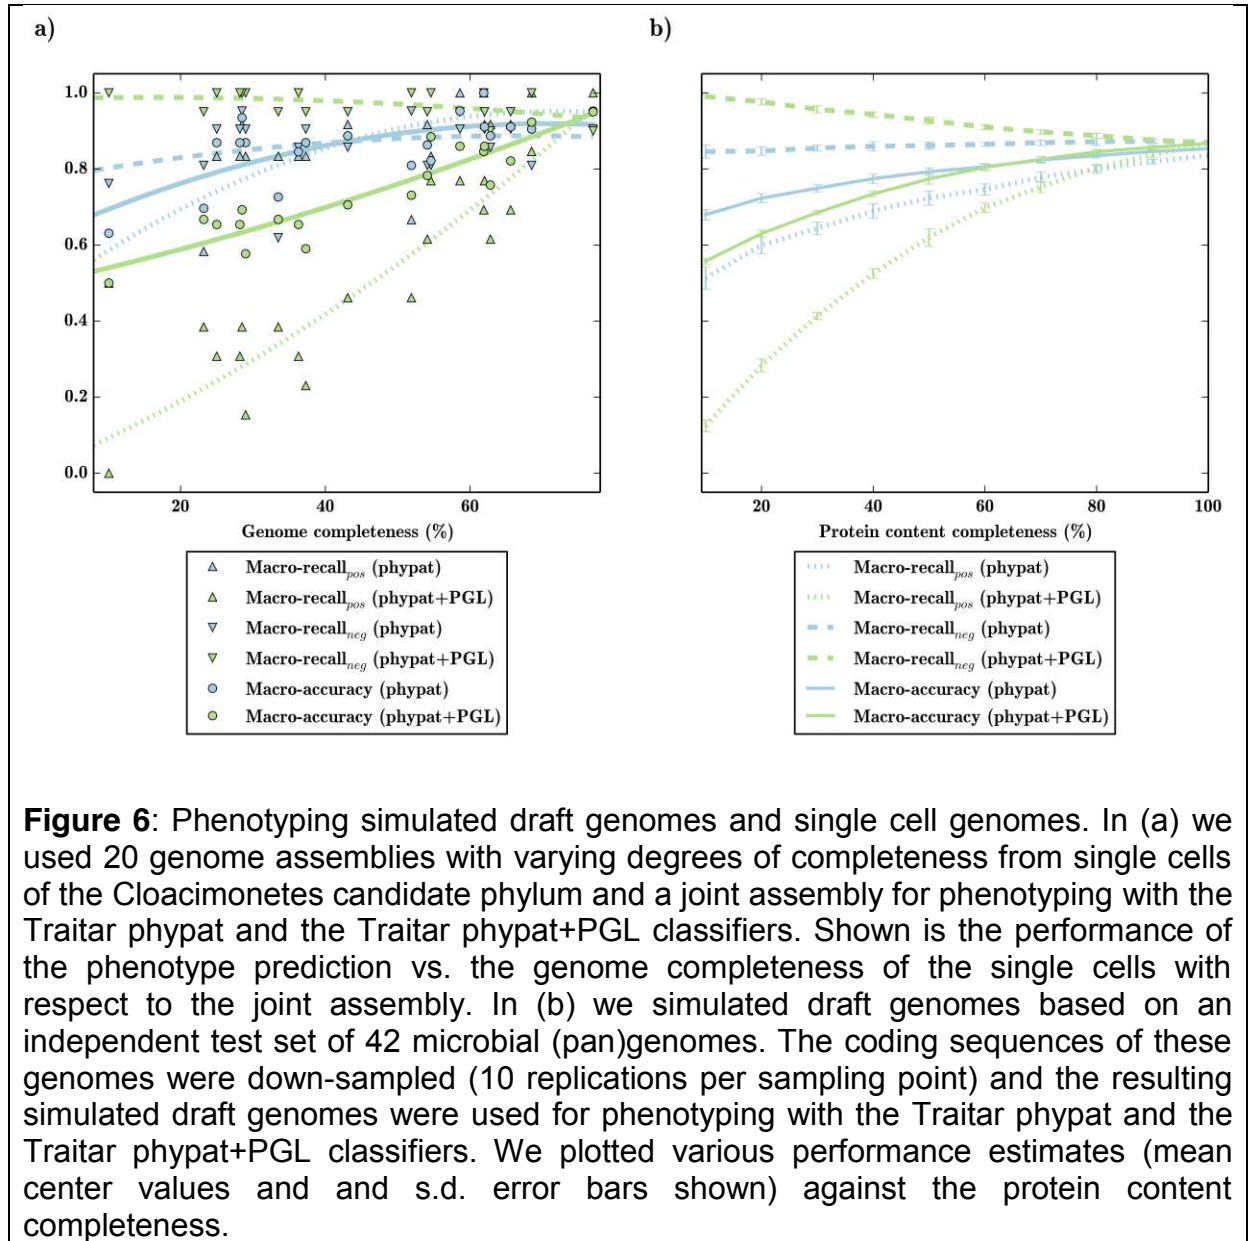 a)
b)
1.0
0.8
0.6
0.4
0.2
0.0
20 40 60
Genome completeness (%)
20 40 60 80 100
Protein content completeness (%)
Macro-recallpos (phypat)
Macro-recallpos (phypat+PGL)
Macro-recallneg (phypat)
Macro-recallneg (phypat+PGL)
Macro-accuracy (phypat)
Macro-accuracy (phypat+PGL)
Macro-recallpos (phypat)
Macro-recallpos (phypat+PGL)
Macro-recallneg (phypat)
Macro-recallneg (phypat+PGL)
Macro-accuracy (phypat)
Macro-accuracy (phypat+PGL)
Figure 6: Phenotyping simulated draft genomes and single cell genomes. In (a) we
used 20 genome assemblies with varying degrees of completeness from single cells
of the Cloacimonetes candidate phylum and a joint assembly for phenotyping with the
Traitar phypat and the Traitar phypat+PGL classifiers. Shown is the performance of
the phenotype prediction vs. the genome completeness of the single cells with
respect to the joint assembly. In (b) we simulated draft genomes based on an
independent test set of 42 microbial (pan)genomes. The coding sequences of these
genomes were down-sampled (10 replications per sampling point) and the resulting
simulated draft genomes were used for phenotyping with the Traitar phypat and the
Traitar phypat+PGL classifiers. We plotted various performance estimates (mean
center values and and s.d. error bars shown) against the protein content
completeness.